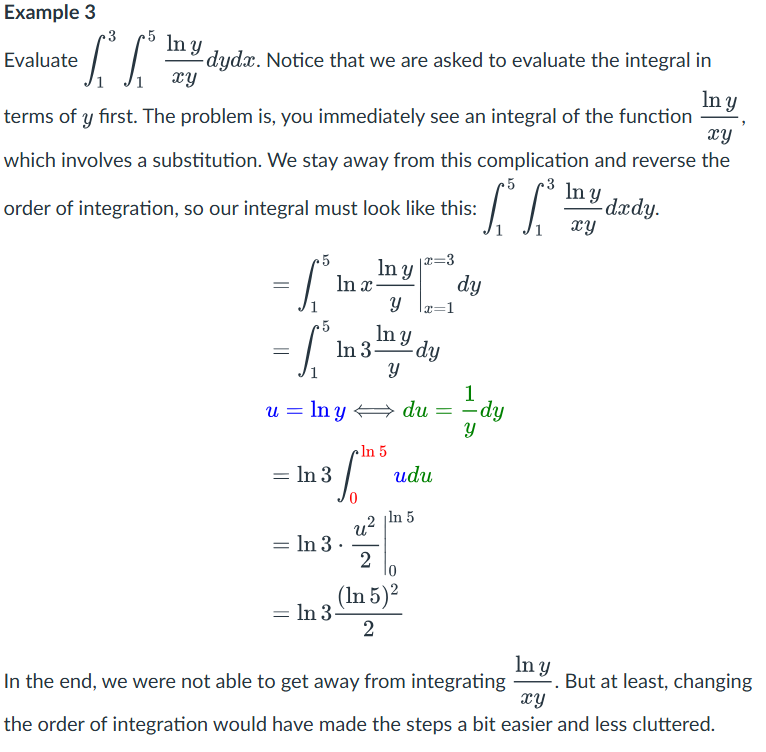 Example 3
Evaluate $\int_1^3 \int_1^5 \frac{\ln y}{xy} dydx$. Notice that we are asked to evaluate the integral in
terms of $y$ first. The problem is, you immediately see an integral of the function $\frac{\ln y}{xy}$,
which involves a substitution. We stay away from this complication and reverse the
order of integration, so our integral must look like this: $\int_1^5 \int_1^3 \frac{\ln y}{xy} dxdy.$
$= \int_1^5 \ln x \frac{\ln y}{y} \Big|_{x=1}^{x=3} dy$
$= \int_1^5 \ln 3 \frac{\ln y}{y} dy$
$u = \ln y \iff du = \frac{1}{y} dy$
$= \ln 3 \int_0^{\ln 5} u du$
$= \ln 3 \cdot \frac{u^2}{2} \Big|_0^{\ln 5}$
$= \ln 3 \frac{(\ln 5)^2}{2}$
In the end, we were not able to get away from integrating $\frac{\ln y}{xy}$. But at least, changing
the order of integration would have made the steps a bit easier and less cluttered.